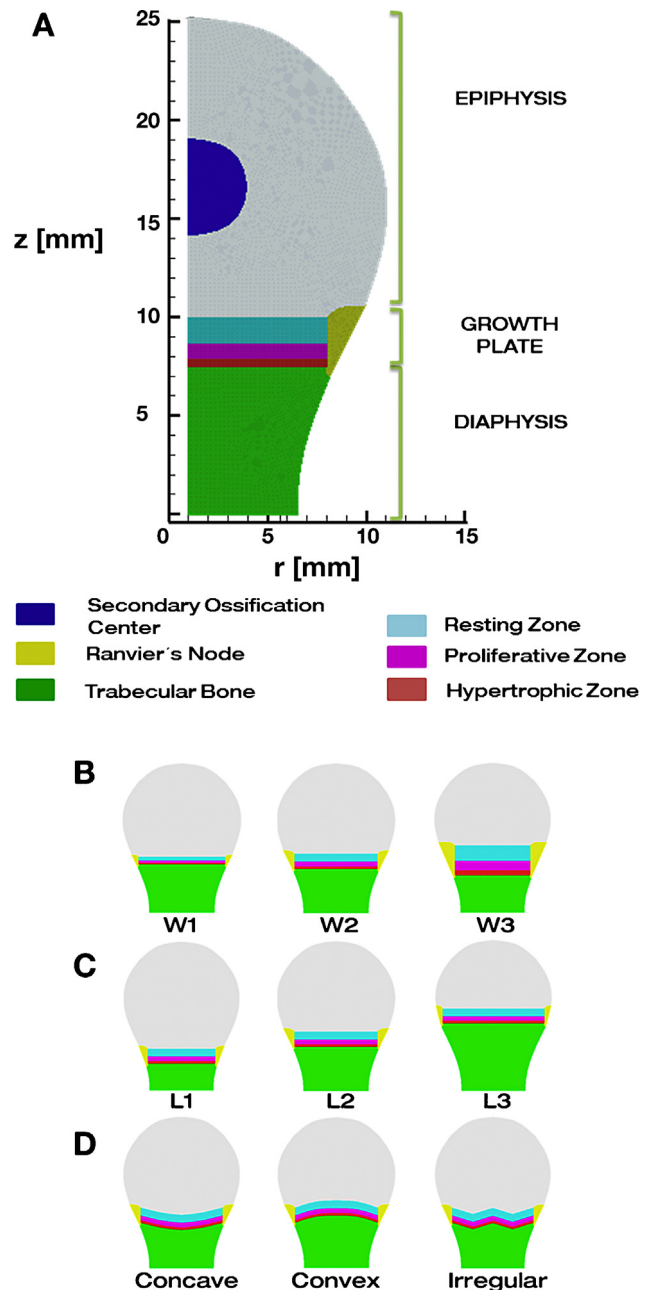 A
25
20
15
10
5
z [mm]
0
5
10
15
r [mm]
EPIPHYSIS
GROWTH
PLATE
DIAPHYSIS
Secondary Ossification
Center
Ranvier´s Node
Trabecular Bone
Resting Zone
Proliferative Zone
Hypertrophic Zone
B
W1 W2 W3
C
L1 L2 L3
D
Concave Convex Irregular